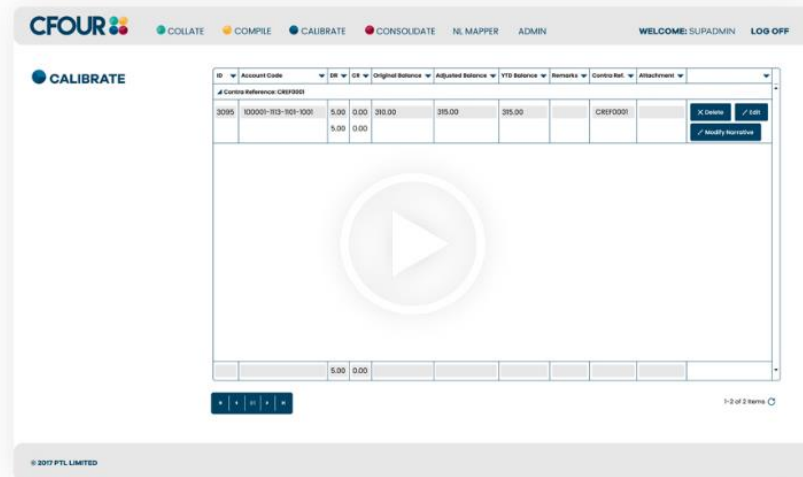 CFOUR COLLATE COMPILE CALIBRATE CONSOLIDATE NL MAPPER ADMIN WELCOME: SUPADMIN LOG OFF
CALIBRATE
ID Account Code DR CR Original Balance Adjusted Balance YTD Balance Remarks Contra Ref. Attachment
Contra Reference: CREF0001
3095 100001-1113-1101-1001 5.00 0.00 310.00 315.00 315.00 CREF0001 Delete Edit
5.00 0.00 Modify Narrative
5.00 0.00
1-2 of 2 items
© 2017 PTL LIMITED